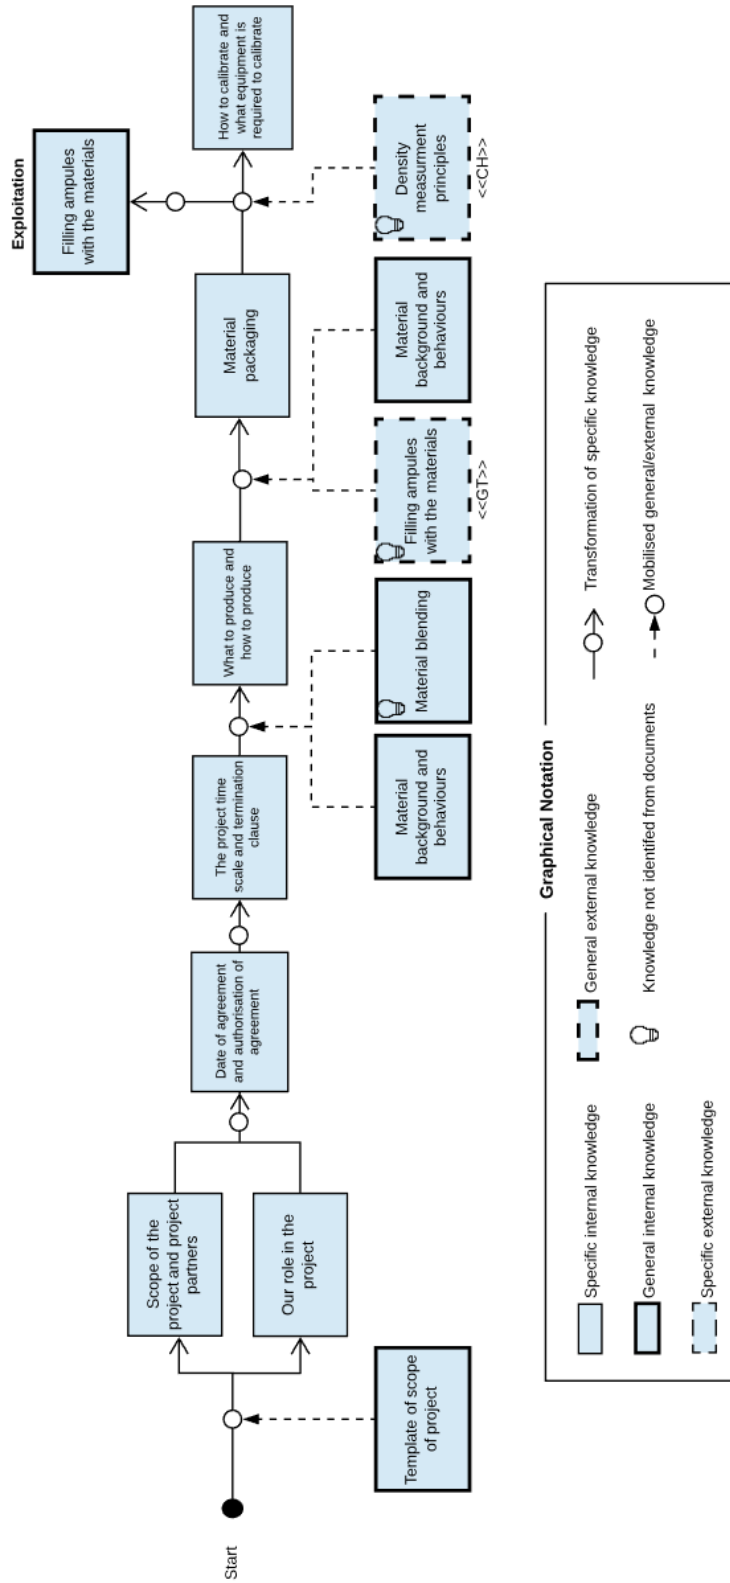 Start
Template of scope
of project
Scope of the
project and project
partners
Our role in the
project
Date of agreement
and authorisation of
agreement
The project time
scale and termination
clause
Material
background and
behaviours
Material blending
What to produce and
how to produce
Filling ampules
with the materials
<<GT>>
Material
background and
behaviours
Material
packaging
Density
measurment
principles
<<CH>>
Exploitation
Filling ampules
with the materials
How to calibrate and
what equipment is
required to calibrate
Graphical Notation
Specific internal knowledge
General internal knowledge
Specific external knowledge
General external knowledge
Knowledge not identifed from documents
Transformation of specific knowledge
Mobilised general/external knowledge